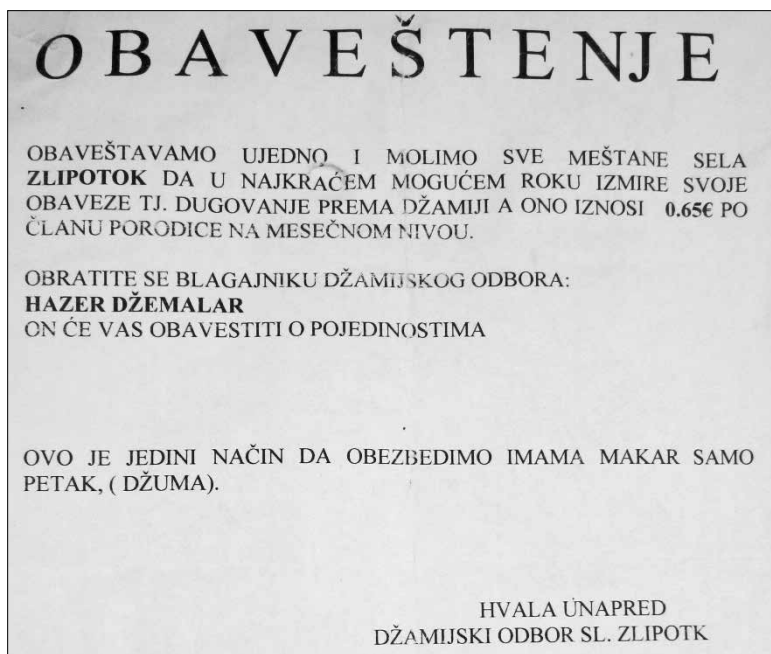 OBAVEŠTENJE
OBAVEŠTAVAMO UJEDNO I MOLIMO SVE MEŠTANE SELA
ZLIPOTOK DA U NAJKRAĆEM MOGUĆEM ROKU IZMIRE SVOJE
OBAVEZE TJ. DUGOVANJE PREMA DŽAMIJI A ONO IZNOSI 0.65€ PO
ČLANU PORODICE NA MESEČNOM NIVOU.
OBRATITE SE BLAGAJNIKU DŽAMIJSKOG ODBORA:
HAZER DŽEMALAR
ON ĆE VAS OBAVESTITI O POJEDINOSTIMA
OVO JE JEDINI NAČIN DA OBEZBEDIMO IMAMA MAKAR SAMO
PETAK, ( DŽUMA).
HVALA UNAPRED
DŽAMIJSKI ODBOR SL. ZLIPOTK